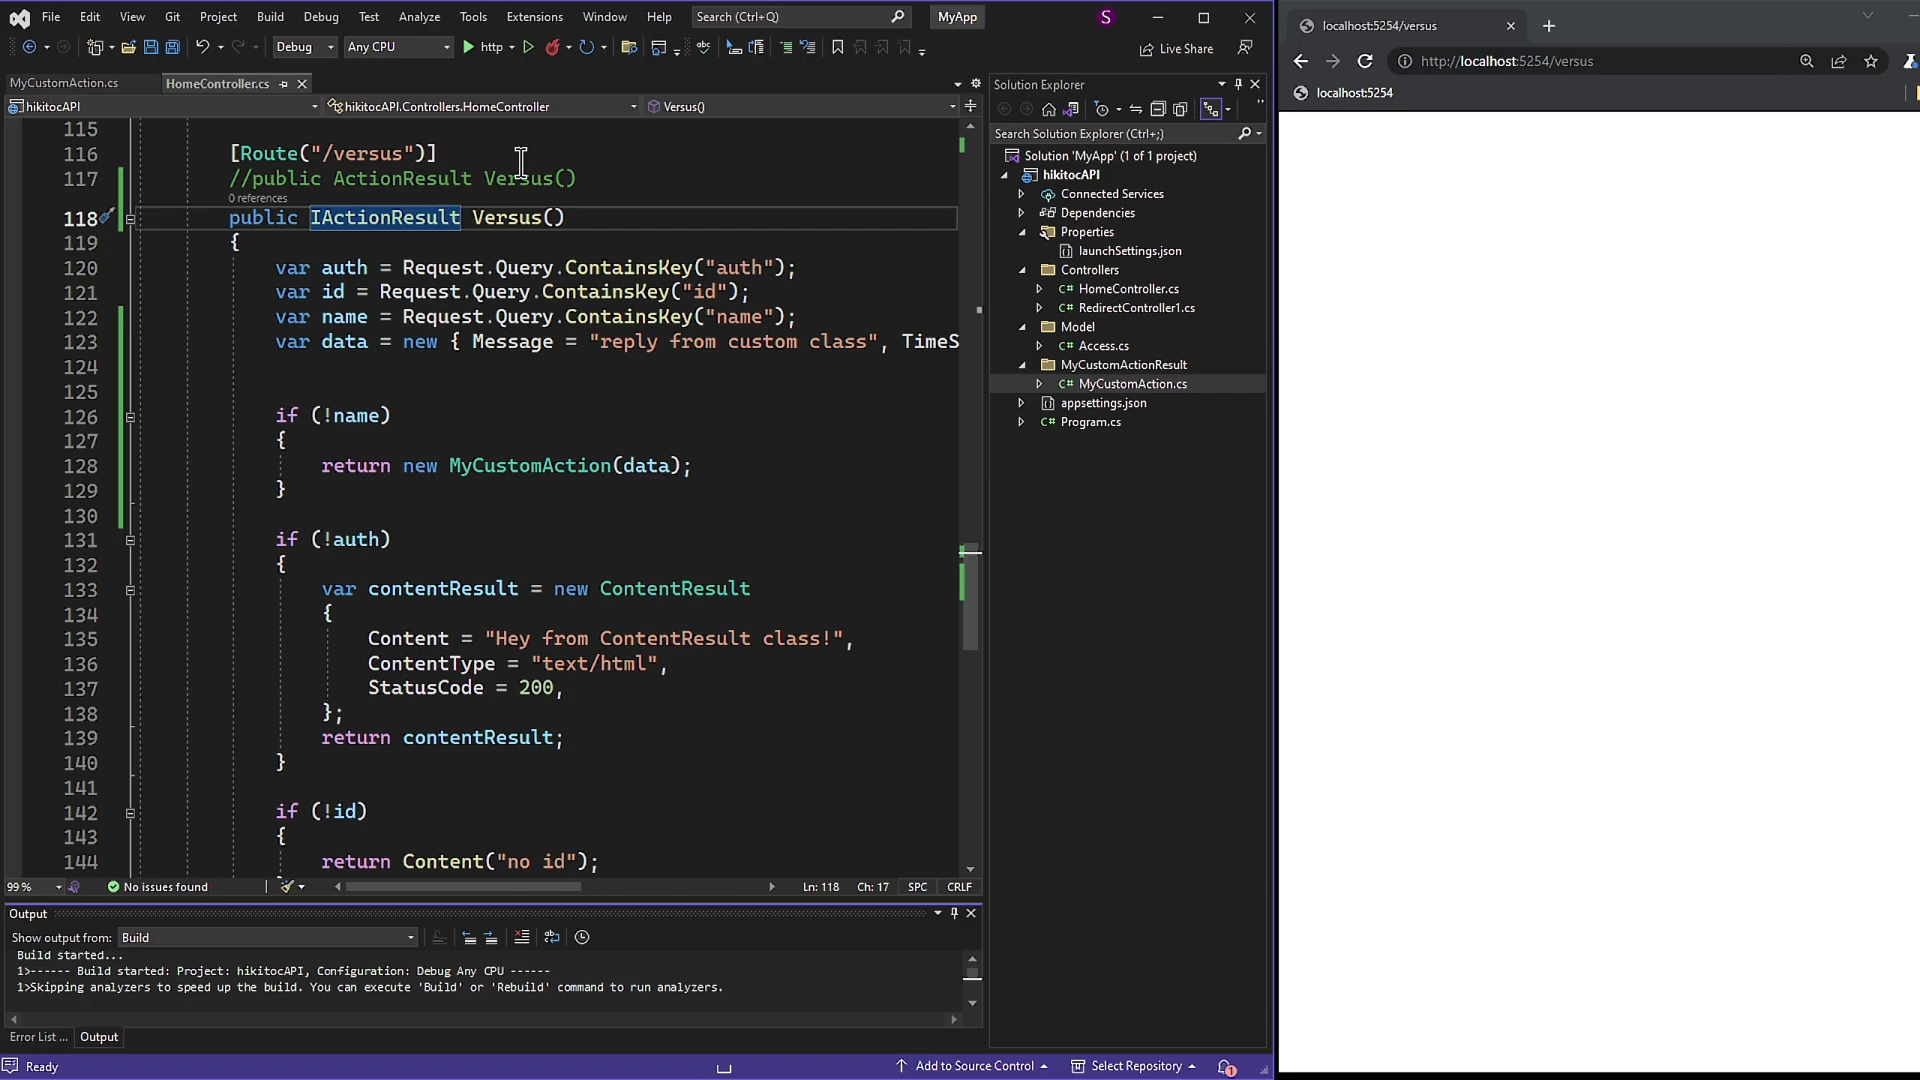 File Edit View Git Project Build Debug Test Analyze Tools Extensions Window Help Search (Ctrl+Q) MyApp S
Debug Any CPU http Live Share
MyCustomAction.cs HomeController.cs
hikitocAPI hikitocAPI.Controllers.HomeController Versus()
115
116 [Route("/versus")]
117 //public ActionResult Versus()
0 references
118 public IActionResult Versus()
119 {
120 var auth = Request.Query.ContainsKey("auth");
121 var id = Request.Query.ContainsKey("id");
122 var name = Request.Query.ContainsKey("name");
123 var data = new { Message = "reply from custom class", TimeS
124
125
126 if (!name)
127 {
128 return new MyCustomAction(data);
129 }
130
131 if (!auth)
132 {
133 var contentResult = new ContentResult
134 {
135 Content = "Hey from ContentResult class!",
136 ContentType = "text/html",
137 StatusCode = 200,
138 };
139 return contentResult;
140 }
141
142 if (!id)
143 {
144 return Content("no id");
99 % No issues found Ln: 118 Ch: 17 SPC CRLF
Output
Show output from: Build
Build started...
1>------ Build started: Project: hikitocAPI, Configuration: Debug Any CPU ------
1>Skipping analyzers to speed up the build. You can execute 'Build' or 'Rebuild' command to run analyzers.
Error List ... Output
Ready Add to Source Control Select Repository 1
Solution Explorer
Search Solution Explorer (Ctrl+;)
Solution 'MyApp' (1 of 1 project)
hikitocAPI
Connected Services
Dependencies
Properties
launchSettings.json
Controllers
C# HomeController.cs
C# RedirectController1.cs
Model
C# Access.cs
MyCustomActionResult
C# MyCustomAction.cs
appsettings.json
C# Program.cs
localhost:5254/versus
http://localhost:5254/versus
localhost:5254